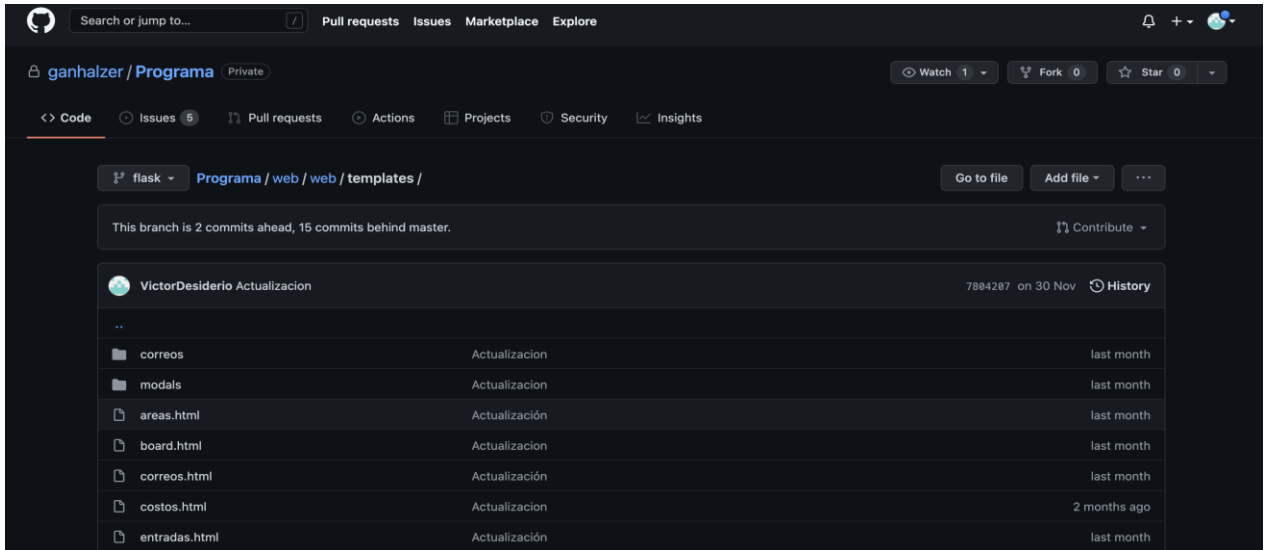 Search or jump to... / Pull requests Issues Marketplace Explore
ganhalzer / Programa Private Watch 1 Fork 0 Star 0
<> Code Issues 5 Pull requests Actions Projects Security Insights
flask Programa / web / web / templates / Go to file Add file ...
This branch is 2 commits ahead, 15 commits behind master. Contribute
VictorDesiderio Actualizacion 7804207 on 30 Nov History
..
correos Actualizacion last month
modals Actualizacion last month
areas.html Actualización last month
board.html Actualizacion last month
correos.html Actualización last month
costos.html Actualizacion 2 months ago
entradas.html Actualización last month